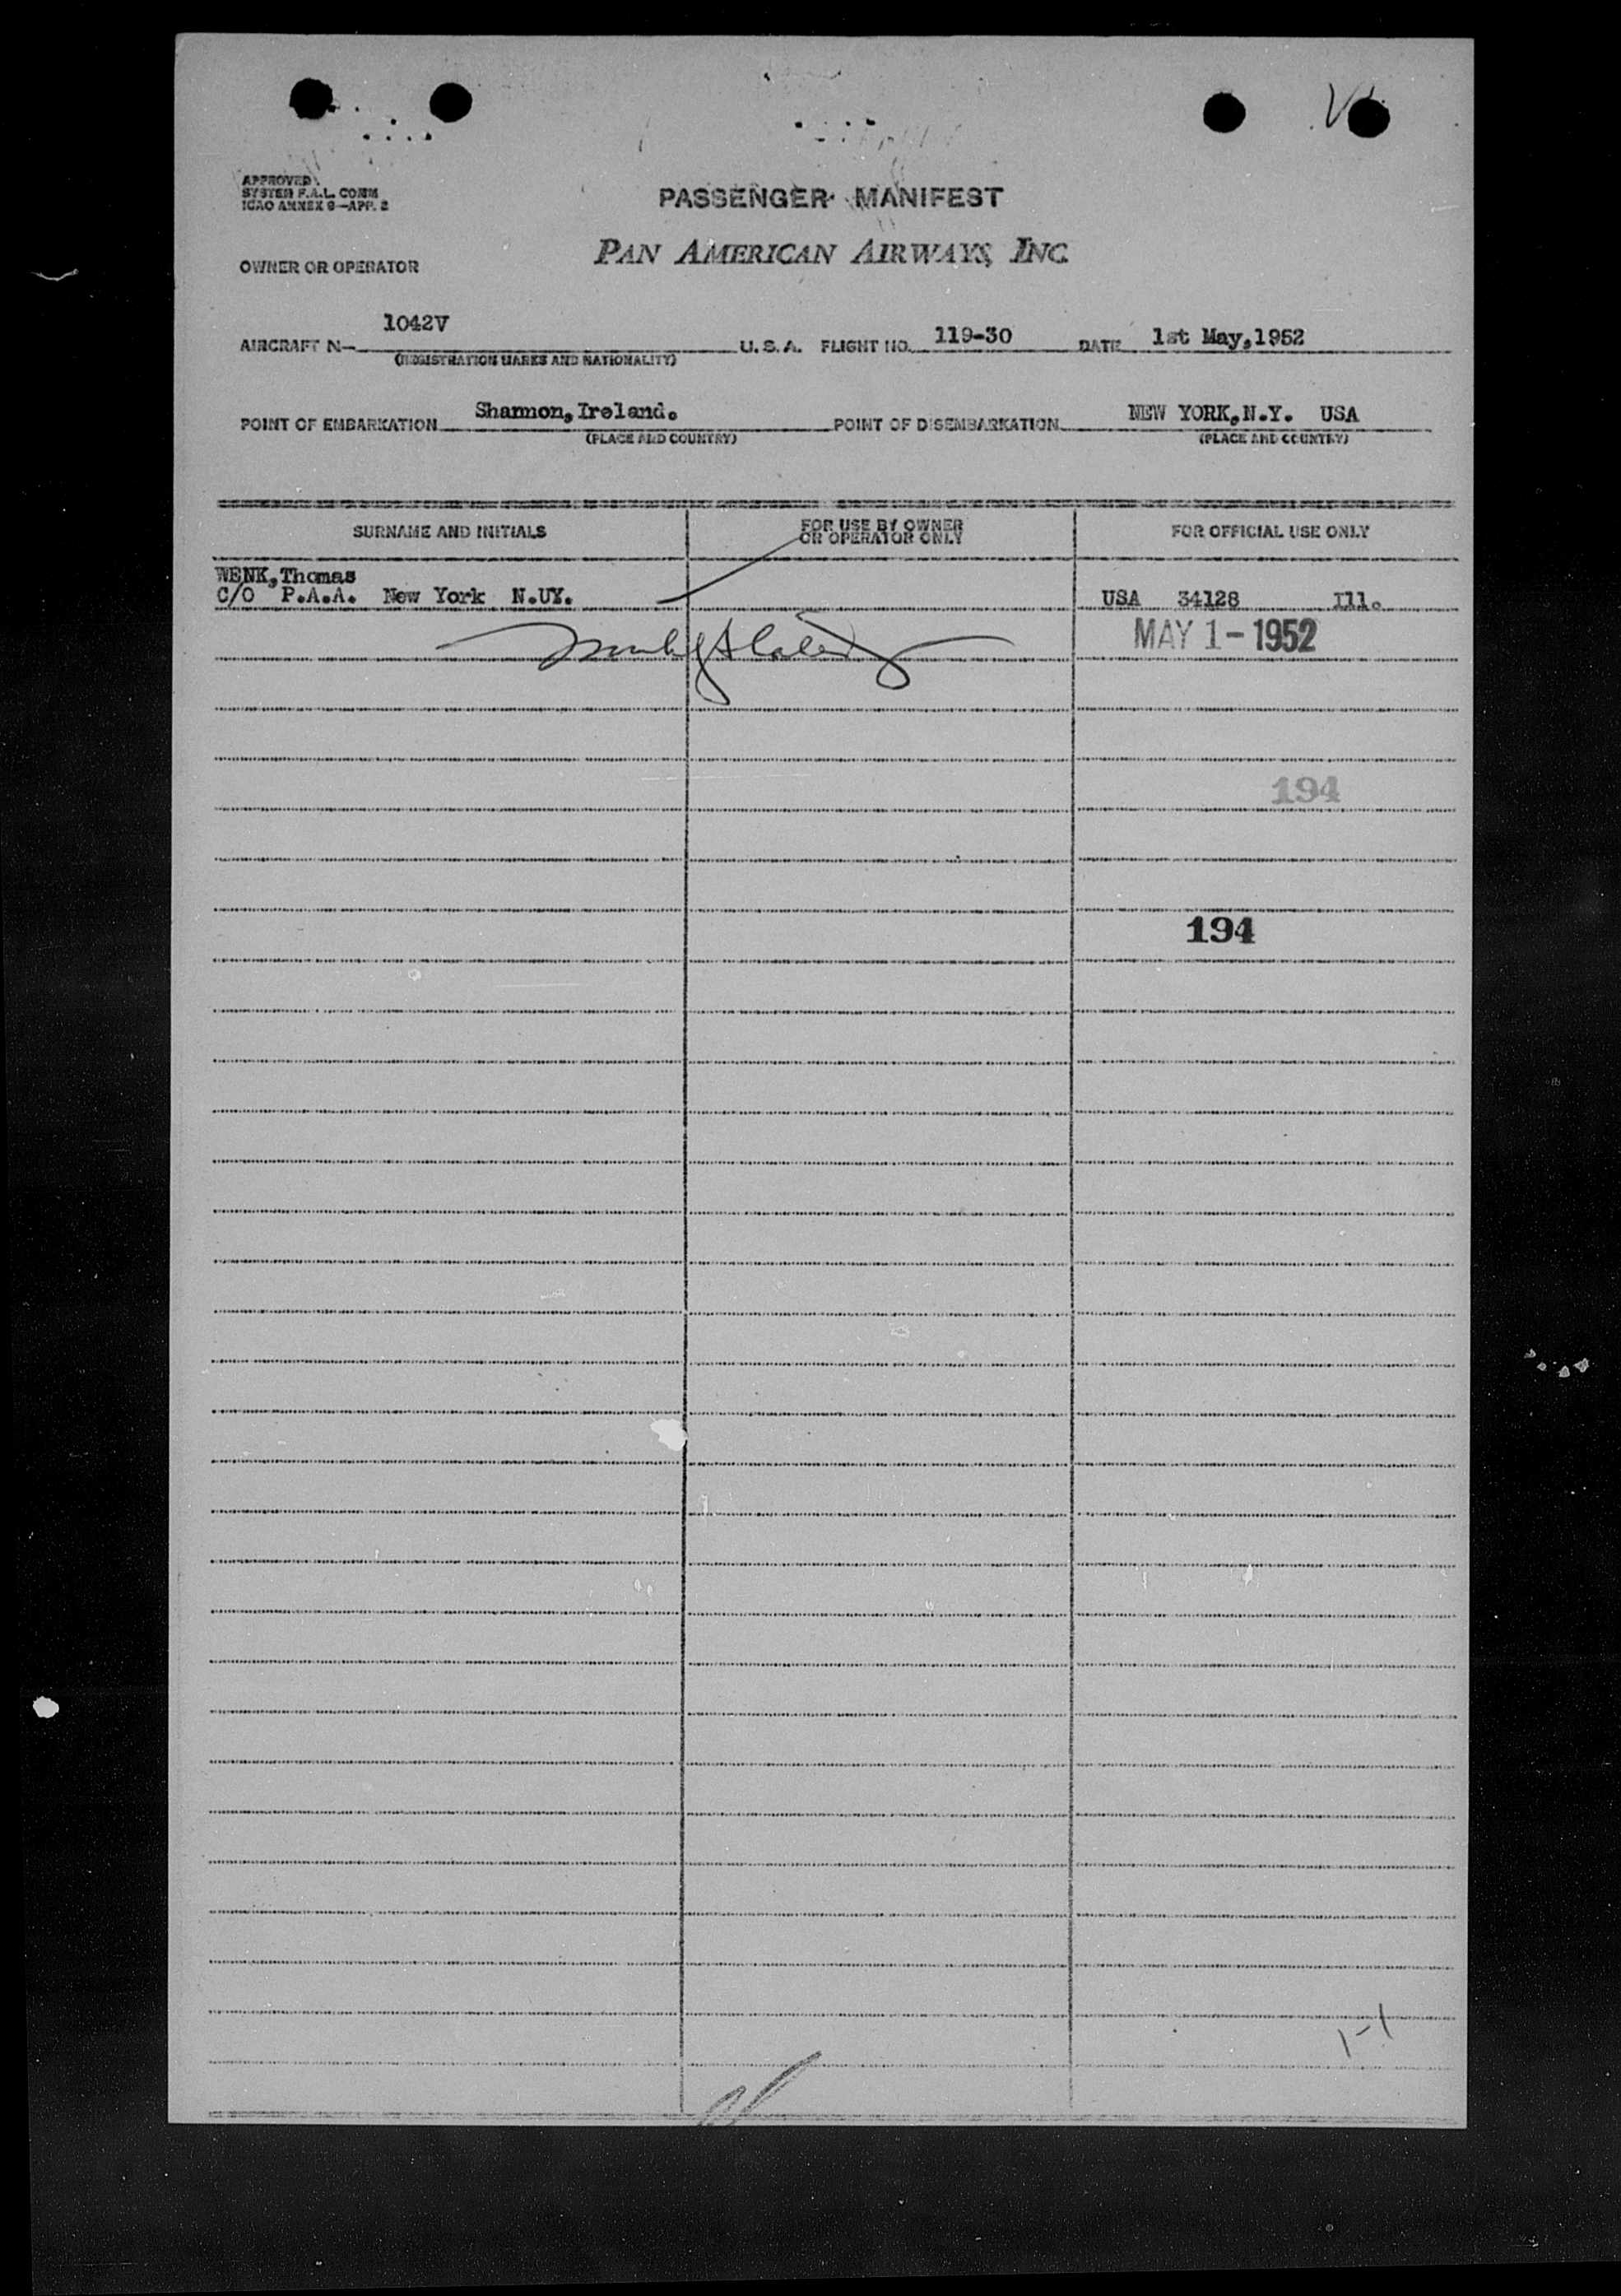 APPROVED
SYSTEM F.A.L. COMM
ICAO ANNEX 9—APP. 2
PASSENGER MANIFEST
PAN AMERICAN AIRWAYS, INC.
OWNER OR OPERATOR
AIRCRAFT N— 1042V U. S. A. FLIGHT NO. 119-30 DATE 1st May,1952
(REGISTRATION MARKS AND NATIONALITY)
POINT OF EMBARKATION Shannon,Ireland. POINT OF DISEMBARKATION NEW YORK,N.Y. USA
(PLACE AND COUNTRY) (PLACE AND COUNTRY)
SURNAME AND INITIALS FOR USE BY OWNER OR OPERATOR ONLY FOR OFFICIAL USE ONLY
WENK,Thomas
C/O P.A.A. New York N.UY. USA 34128 Ill.
MAY 1 - 1952
194
194
1-1